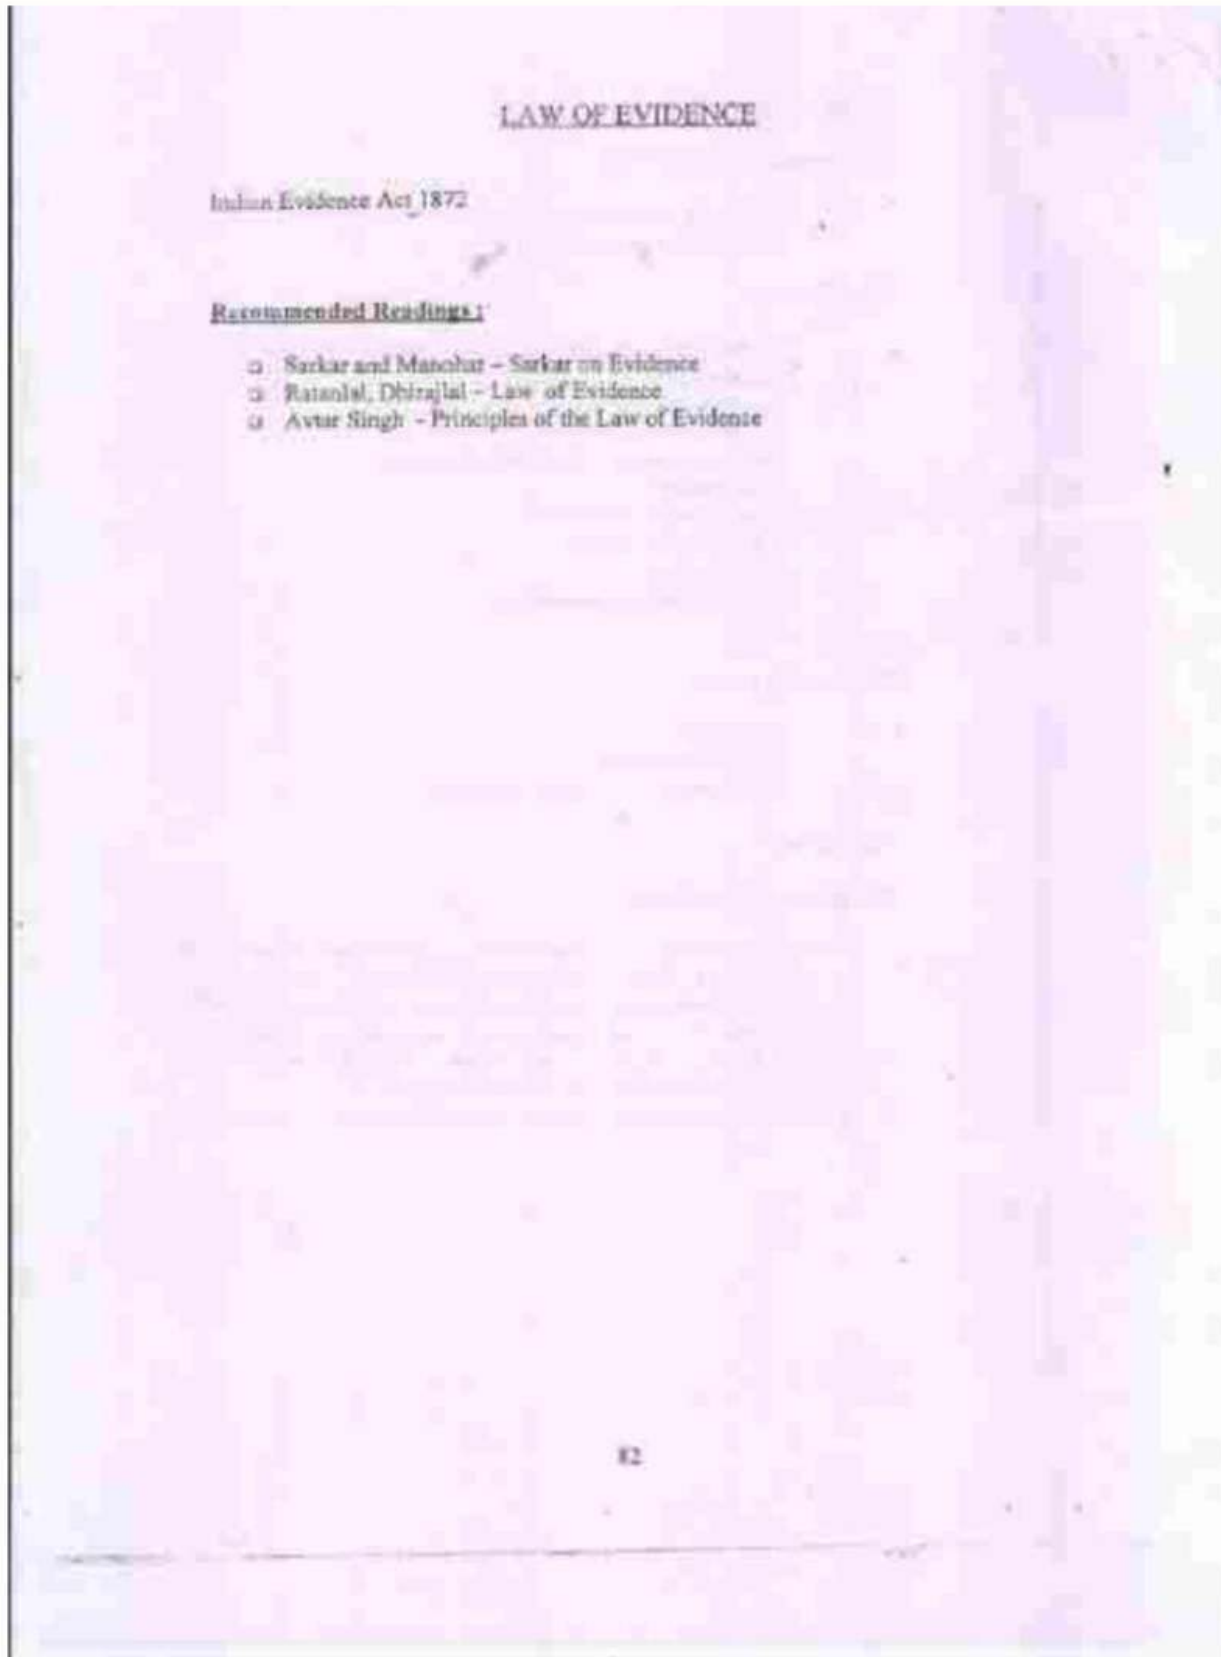 LAW OF EVIDENCE
Indian Evidence Act 1872
Recommended Readings :
❑ Sarkar and Manohar – Sarkar on Evidence
❑ Ratanlal, Dhirajlal – Law of Evidence
❑ Avtar Singh – Principles of the Law of Evidence
82